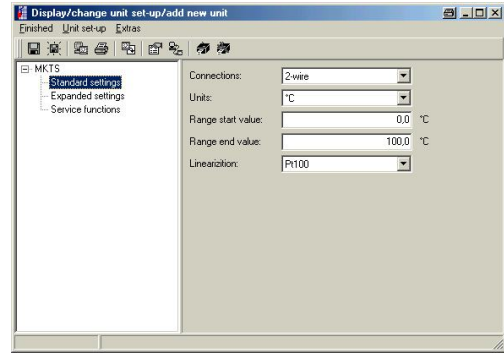 Display/change unit set-up/add new unit
Finished Unit set-up Extras
MKTS
Standard settings
Expanded settings
Service functions
Connections: 2-wire
Units: °C
Range start value: 0,0 °C
Range end value: 100,0 °C
Linearizition: Pt100